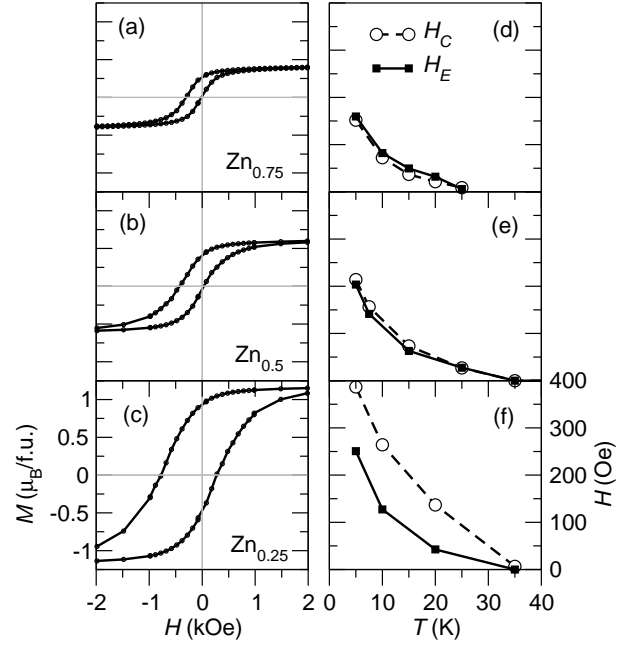 (a)
Zn0.75
(b)
Zn0.5
(c)
Zn0.25
1
0.5
0
-0.5
-1
M (μB/f.u.)
-2 -1 0 1 2
H (kOe)
(d)
HC
HE
(e)
(f)
400
300
200
100
0
H (Oe)
10 20 30 40
T (K)